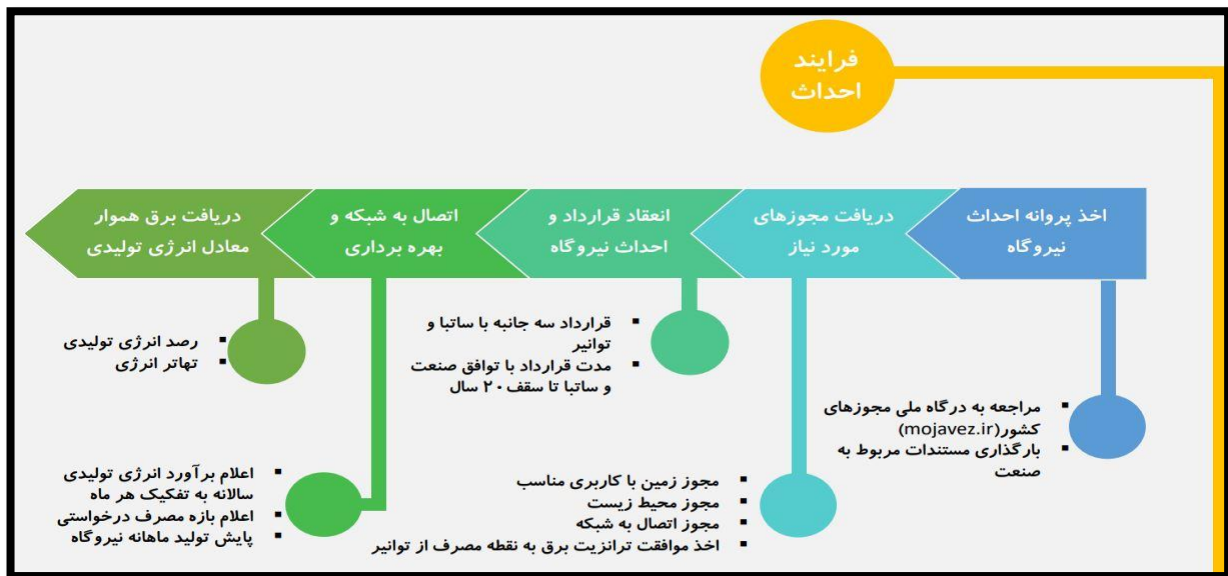 فرایند
احداث
اخذ پروانه احداث
نیروگاه
دریافت مجوزهای
مورد نیاز
انعقاد قرارداد و
احداث نیروگاه
اتصال به شبکه و
بهره برداری
دریافت برق هموار
معادل انرژی تولیدی
▪ مراجعه به درگاه ملی مجوزهای
کشور(mojavez.ir)
▪ بارگذاری مستندات مربوط به
صنعت
▪ مجوز زمین با کاربری مناسب
▪ مجوز محیط زیست
▪ مجوز اتصال به شبکه
▪ اخذ موافقت ترانزیت برق به نقطه مصرف از توانیر
▪ قرارداد سه جانبه با ساتبا و
توانیر
▪ مدت قرارداد با توافق صنعت
و ساتبا تا سقف ۲۰ سال
▪ اعلام برآورد انرژی تولیدی
سالانه به تفکیک هر ماه
▪ اعلام بازه مصرف درخواستی
▪ پایش تولید ماهانه نیروگاه
▪ رصد انرژی تولیدی
▪ تهاتر انرژی